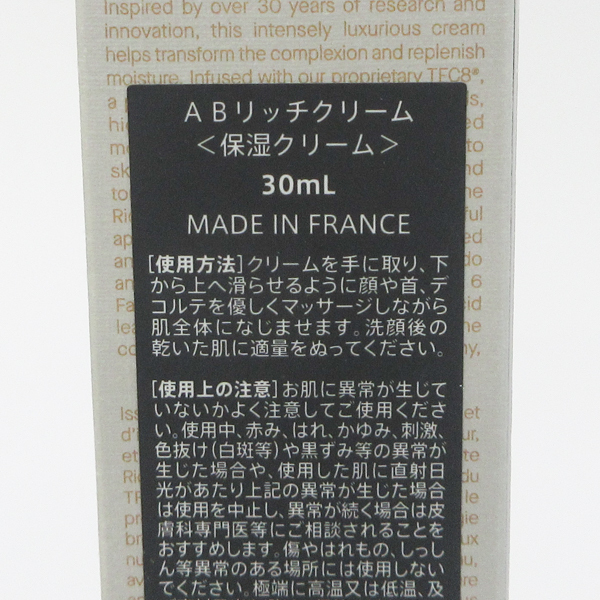 Inspired by over 30 years of research and
innovation, this intensely luxurious cream
helps transform the complexion and replenish
moisture. Infused with our proprietary TFC8®,
ABリッチクリーム
＜保湿クリーム＞
30mL
MADE IN FRANCE
[使用方法]クリームを手に取り、下
から上へ滑らせるように顔や首、デ
コルテを優しくマッサージしながら
肌全体になじませます。洗顔後の
乾いた肌に適量をぬってください。
[使用上の注意]お肌に異常が生じて
いないかよく注意してご使用くださ
い。使用中、赤み、はれ、かゆみ、刺激、
色抜け(白斑等)や黒ずみ等の異常が
生じた場合や、使用した肌に直射日
光があたり上記の異常が生じた場合
は使用を中止し、異常が続く場合は皮
膚科専門医等にご相談されることを
おすすめします。傷やはれもの、しっし
ん等異常のある場所には使用しない
でください。極端に高温又は低温、及